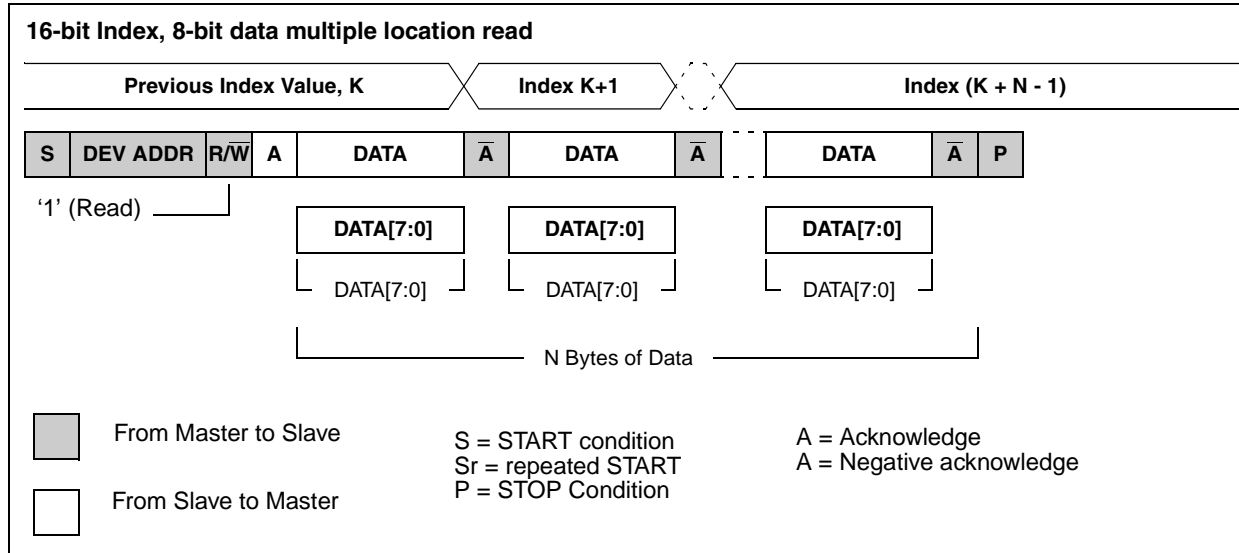 16-bit Index, 8-bit data multiple location read
Previous Index Value, K Index K+1 Index (K + N - 1)
S DEV ADDR R/W̅ A DATA A̅ DATA A̅ DATA A̅ P
‘1’ (Read)
DATA[7:0] DATA[7:0] DATA[7:0]
DATA[7:0] DATA[7:0] DATA[7:0]
N Bytes of Data
From Master to Slave
From Slave to Master
S = START condition
Sr = repeated START
P = STOP Condition
A = Acknowledge
A = Negative acknowledge